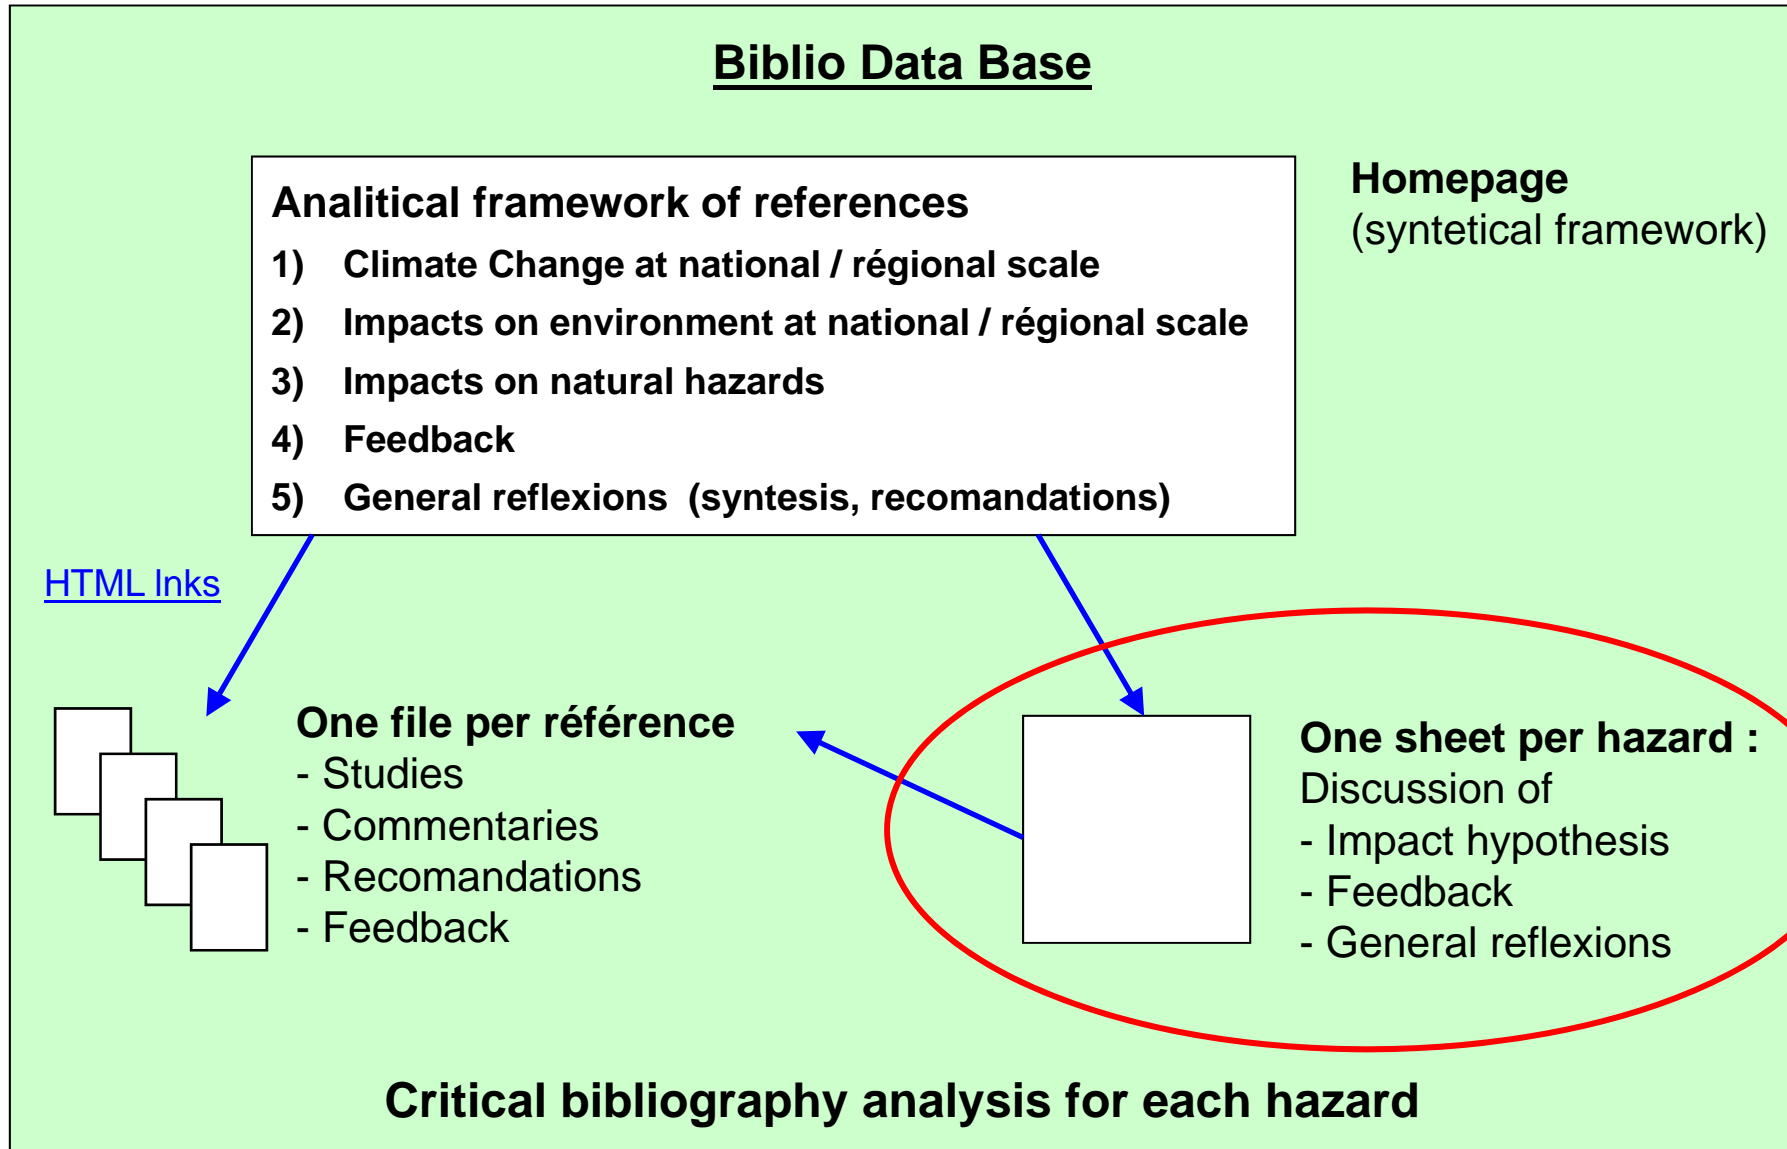 Biblio Data Base
Analitical framework of references
1) Climate Change at national / régional scale
2) Impacts on environment at national / régional scale
3) Impacts on natural hazards
4) Feedback
5) General reflexions (syntesis, recomandations)
Homepage
(syntetical framework)
HTML lnks
One file per référence
- Studies
- Commentaries
- Recomandations
- Feedback
One sheet per hazard :
Discussion of
- Impact hypothesis
- Feedback
- General reflexions
Critical bibliography analysis for each hazard